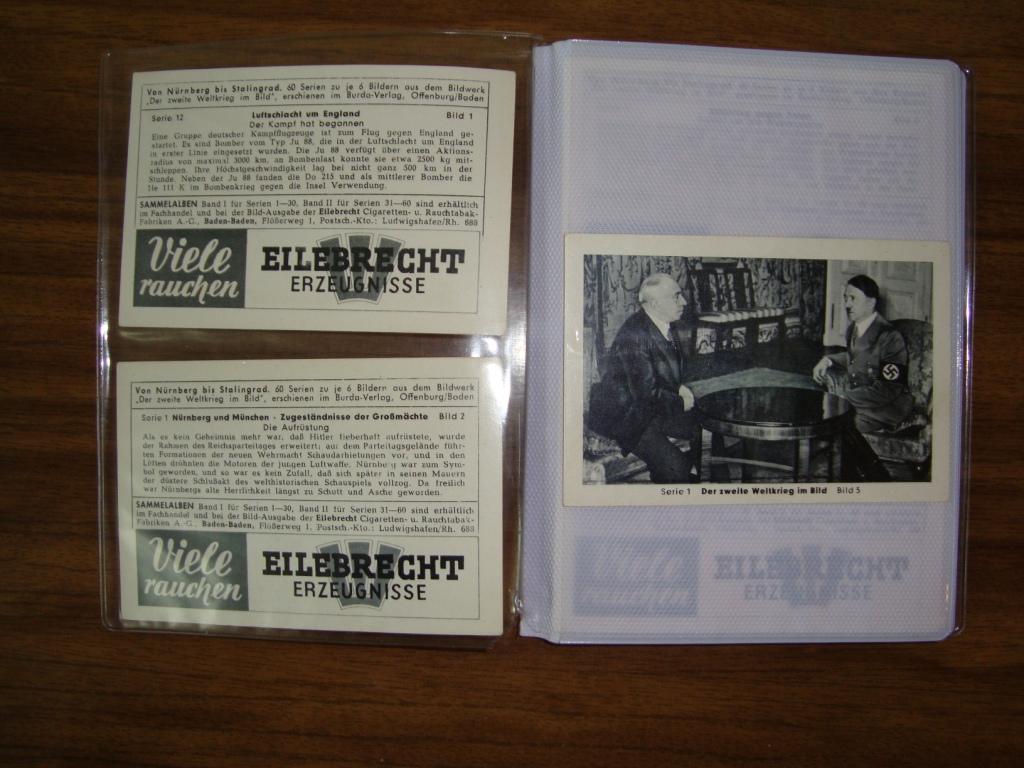 Von Nürnberg bis Stalingrad. 60 Serien zu je 6 Bildern aus dem Bildwerk
„Der zweite Weltkrieg im Bild", erschienen im Burda-Verlag, Offenburg/Baden
Serie 12 Luftschlacht um England Bild 1
Der Kampf hat begonnen
Eine Gruppe deutscher Kampfflugzeuge ist zum Flug gegen England ge-
startet. Es sind Bomber vom Typ Ju 88, die in der Luftschlacht um England
in erster Linie eingesetzt wurden. Die Ju 88 verfügt über einen Aktions-
radius von maximal 3000 km, an Bombenlast konnte sie etwa 2500 kg mit-
schleppen. Ihre Höchstgeschwindigkeit lag bei nicht ganz 500 km in der
Stunde. Neben der Ju 88 fanden die Do 215 und als mittlerer Bomber die
He 111 K im Bombenkrieg gegen die Insel Verwendung.
SAMMELALBEN Band I für Serien 1—30, Band II für Serien 31—60 sind erhältlich
im Fachhandel und bei der Bild-Ausgabe der Eilebrecht Cigaretten- u. Rauchtabak-
Fabriken A.-G., Baden-Baden, Flößerweg 1, Postsch.-Kto.: Ludwigshafen/Rh. 688
Viele
rauchen
EILEBRECHT
ERZEUGNISSE
Von Nürnberg bis Stalingrad. 60 Serien zu je 6 Bildern aus dem Bildwerk
„Der zweite Weltkrieg im Bild", erschienen im Burda-Verlag, Offenburg/Baden
Serie 1 Nürnberg und München - Zugeständnisse der Großmächte Bild 2
Die Aufrüstung
Als es kein Geheimnis mehr war, daß Hitler fieberhaft aufrüstete, wurde
der Rahmen des Reichsparteitages erweitert; auf dem Parteitagsgelände führ-
ten Formationen der neuen Wehrmacht Schaudarbietungen vor, und in den
Lüften dröhnten die Motoren der jungen Luftwaffe. Nürnberg war zum Sym-
bol geworden, und so war es kein Zufall, daß sich später in seinen Mauern
der düstere Schlußakt des welthistorischen Schauspiels vollzog. Da freilich
war Nürnbergs alte Herrlichkeit längst zu Schutt und Asche geworden.
SAMMELALBEN Band I für Serien 1—30, Band II für Serien 31—60 sind erhältlich
im Fachhandel und bei der Bild-Ausgabe der Eilebrecht Cigaretten- u. Rauchtabak-
Fabriken A.-G., Baden-Baden, Flößerweg 1, Postsch.-Kto.: Ludwigshafen/Rh. 688
Viele
rauchen
EILEBRECHT
ERZEUGNISSE
Serie 1 Der zweite Weltkrieg im Bild Bild 5
Viele
rauchen
EILEBRECHT
ERZEUGNISSE